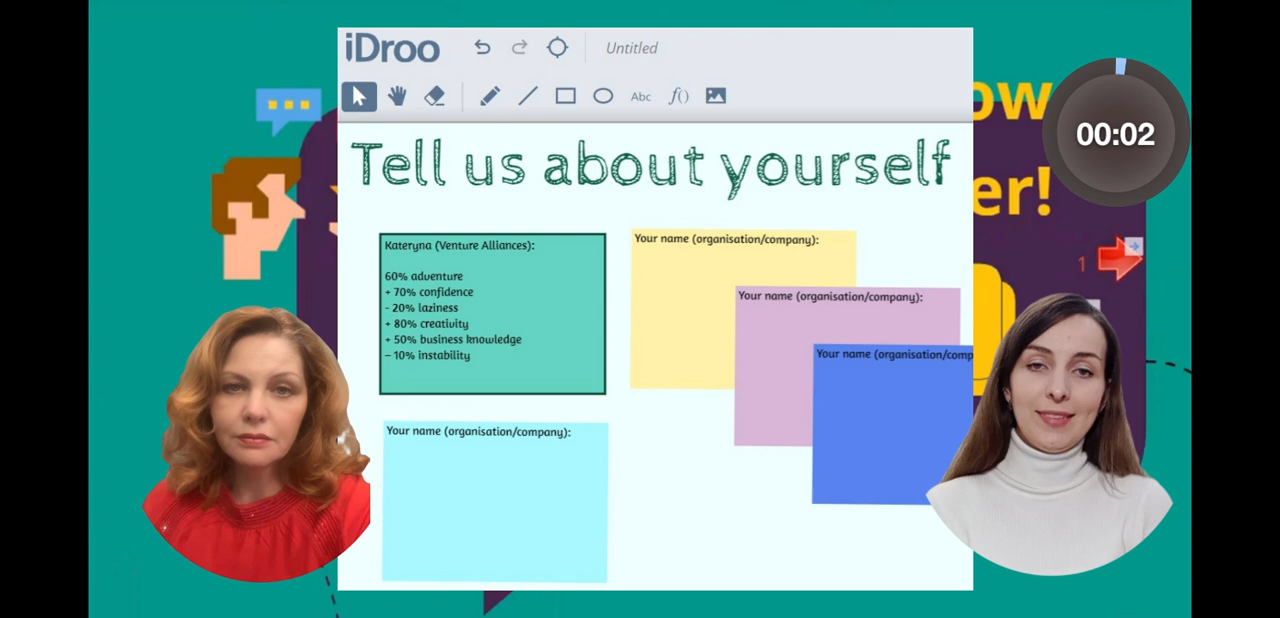 iDroo
Untitled
Abc
f()
ow
00:02
er!
Tell us about yourself
Kateryna (Venture Alliances):
60% adventure
+ 70% confidence
- 20% laziness
+ 80% creativity
+ 50% business knowledge
– 10% instability
Your name (organisation/company):
Your name (organisation/company):
Your name (organisation/comp
Your name (organisation/company):
1